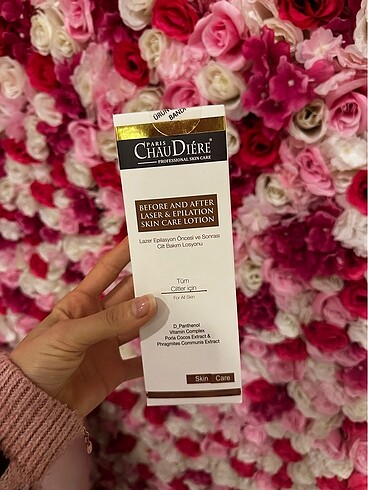 BANDI
PARIS
CHAUDIÉRE®
PROFESSIONAL SKIN CARE
BEFORE AND AFTER
LASER & EPILATION
SKIN CARE LOTION
Lazer Epilasyon Öncesi ve Sonrası
Cilt Bakım Losyonu
Tüm
Ciltler için
For All Skin
D_Panthenol
Vitamin Complex
Poria Cocos Extract &
Phragmites Communis Extract
Skin Care